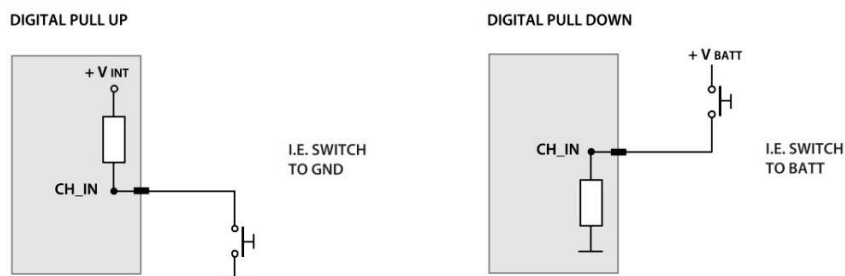 DIGITAL PULL UP
+ V INT
CH_IN
I.E. SWITCH
TO GND
DIGITAL PULL DOWN
+ V BATT
CH_IN
I.E. SWITCH
TO BATT